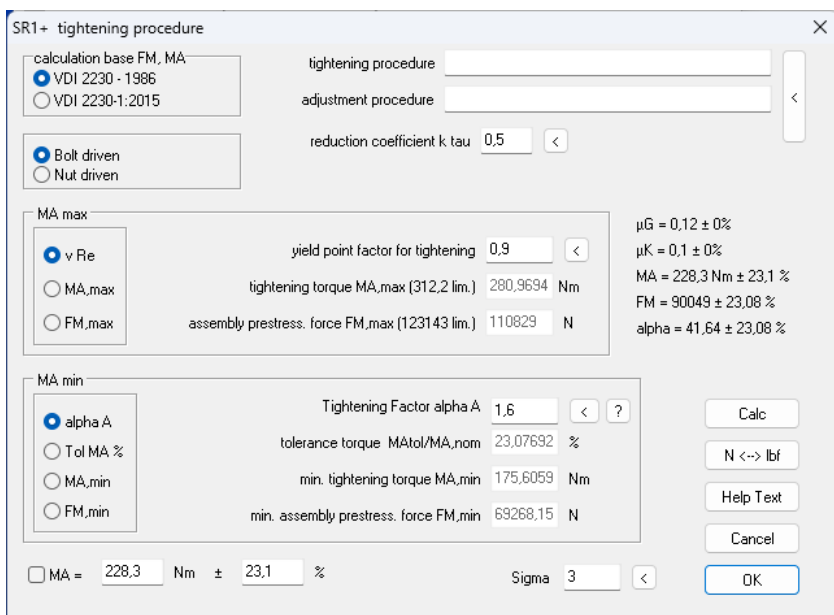 SR1+ tightening procedure
calculation base FM, MA
VDI 2230 - 1986
VDI 2230-1:2015
tightening procedure
adjustment procedure
<
reduction coefficient k tau 0,5 <
Bolt driven
Nut driven
MA max
v Re
MA,max
FM,max
yield point factor for tightening 0,9 <
tightening torque MA,max (312,2 lim.) 280,9694 Nm
assembly prestress. force FM,max (123143 lim.) 110829 N
µG = 0,12 ± 0%
µK = 0,1 ± 0%
MA = 228,3 Nm ± 23,1 %
FM = 90049 ± 23,08 %
alpha = 41,64 ± 23,08 %
MA min
alpha A
Tol MA %
MA,min
FM,min
Tightening Factor alpha A 1,6 < ?
tolerance torque MAtol/MA,nom 23,07692 %
min. tightening torque MA,min 175,6059 Nm
min. assembly prestress. force FM,min 69268,15 N
Calc
N <--> lbf
Help Text
Cancel
OK
MA = 228,3 Nm ± 23,1 %
Sigma 3 <